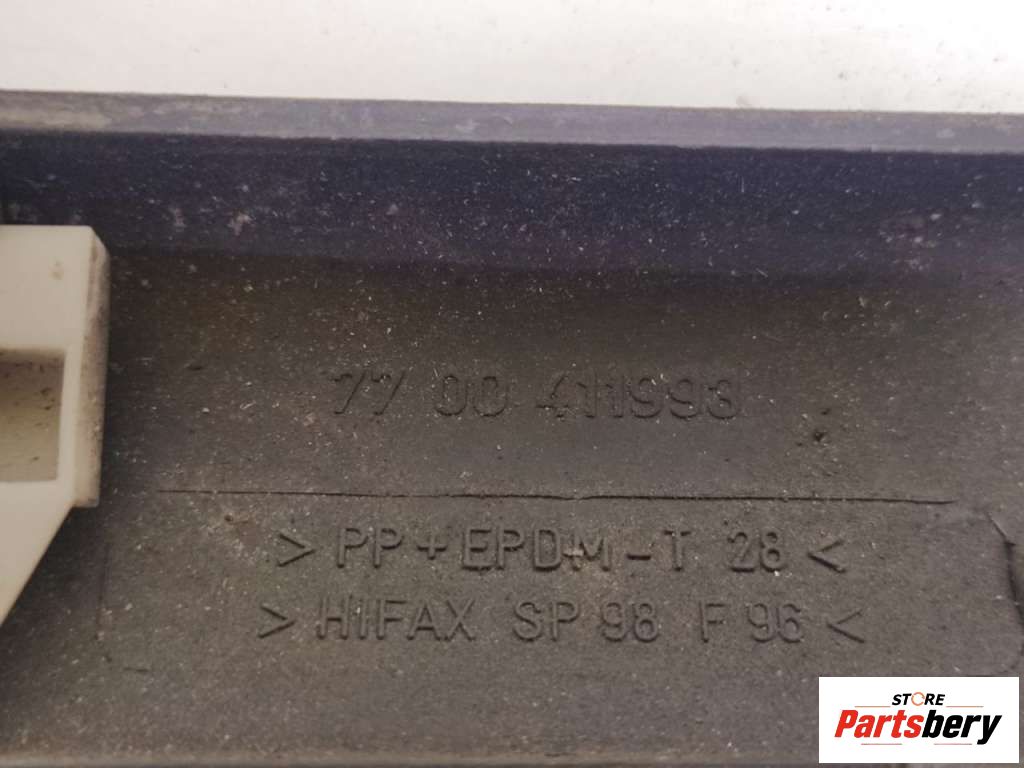 77 00 411993
> PP + EPDM - T 28 <
> HIFAX SP 98 F 96 <
STORE
Partsbery